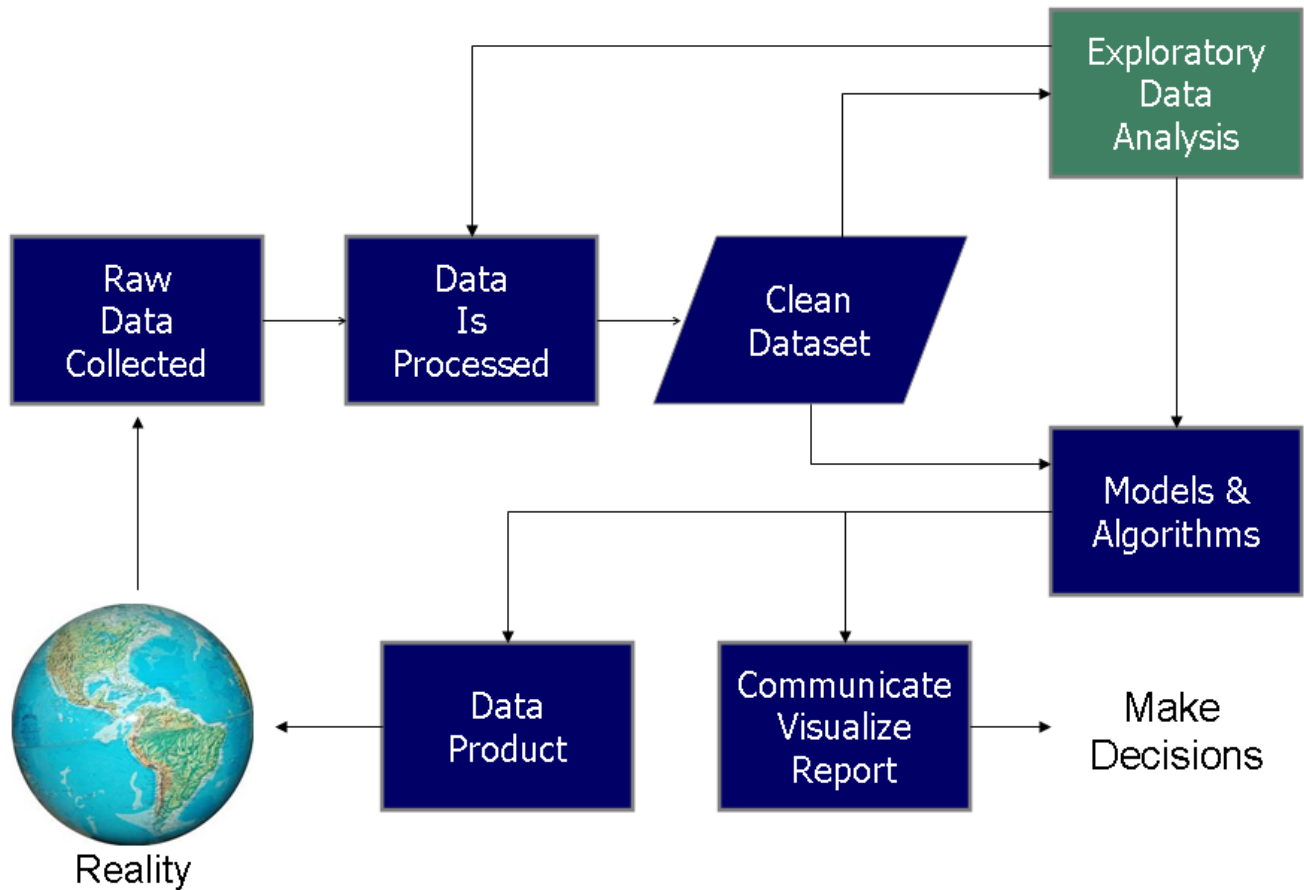 Exploratory
Data
Analysis
Raw
Data
Collected
Data
Is
Processed
Clean
Dataset
Models &
Algorithms
Data
Product
Communicate
Visualize
Report
Make
Decisions
Reality